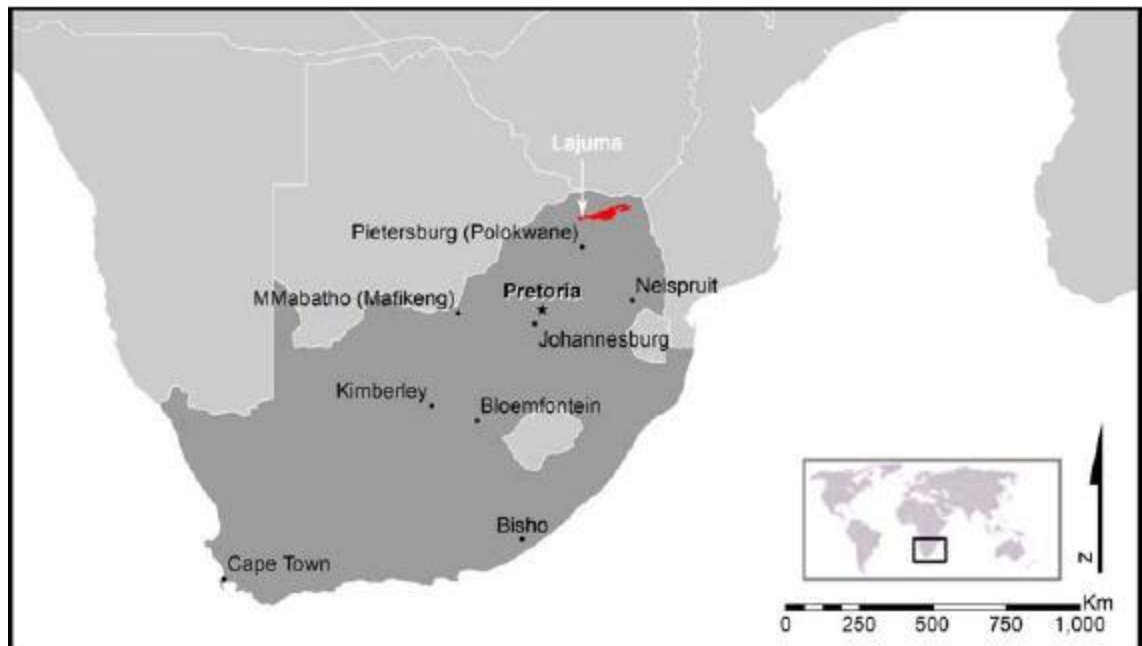 Lajuma
Pietersburg (Polokwane)
Nelspruit
Pretoria
MMabatho (Mafikeng)
Johannesburg
Kimberley
Bloemfontein
Bisho
Cape Town
N
Km
0 250 500 750 1,000